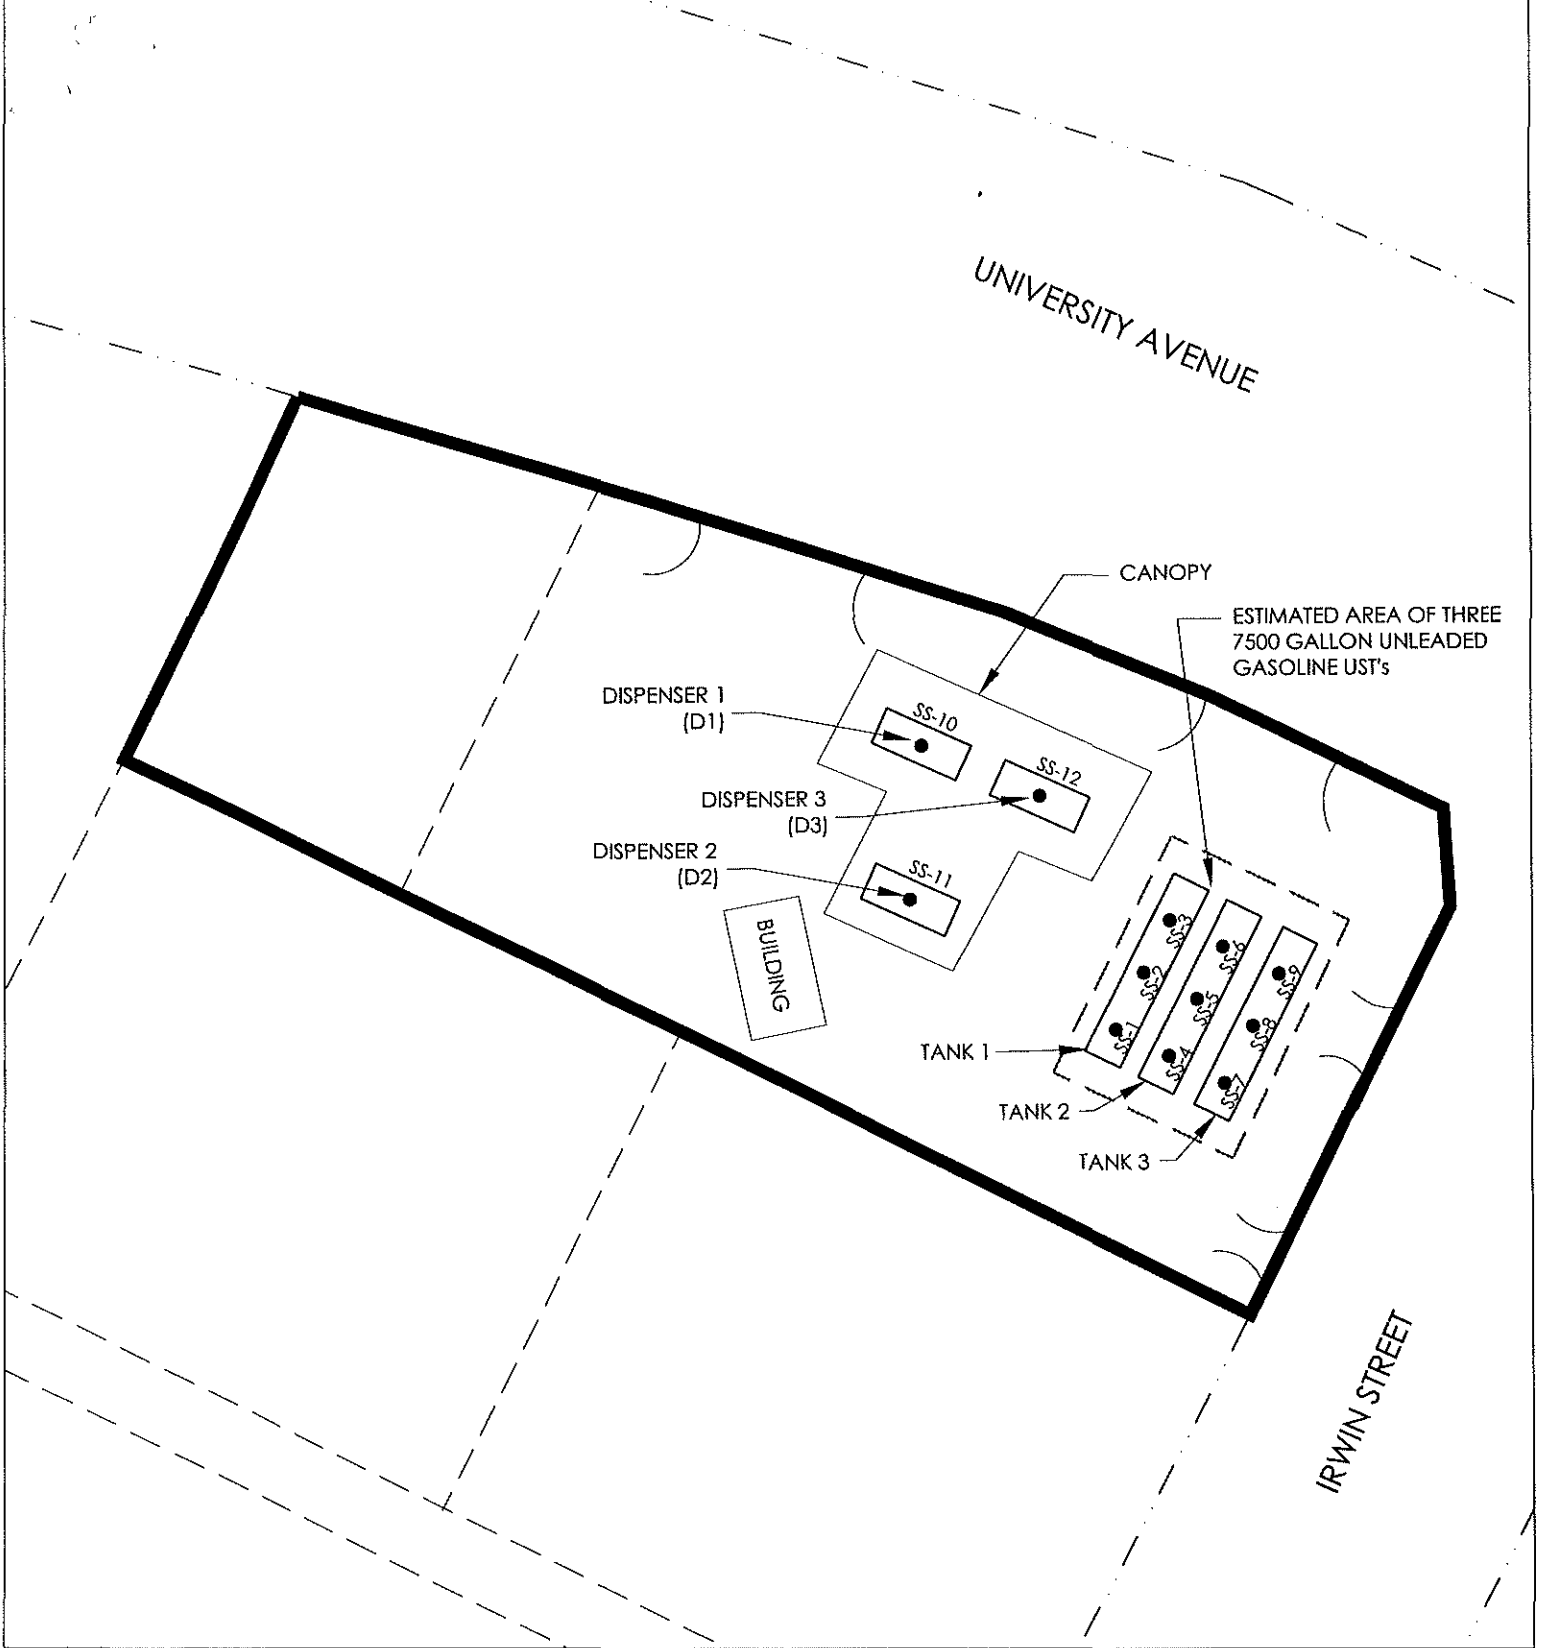 UNIVERSITY AVENUE
CANOPY
ESTIMATED AREA OF THREE
7500 GALLON UNLEADED
GASOLINE UST's
DISPENSER 1
(D1)
SS-10
SS-12
DISPENSER 3
(D3)
DISPENSER 2
(D2)
SS-11
BUILDING
SS-3
SS-2
SS-1
SS-6
SS-5
SS-4
SS-9
SS-8
SS-7
TANK 1
TANK 2
TANK 3
IRWIN STREET